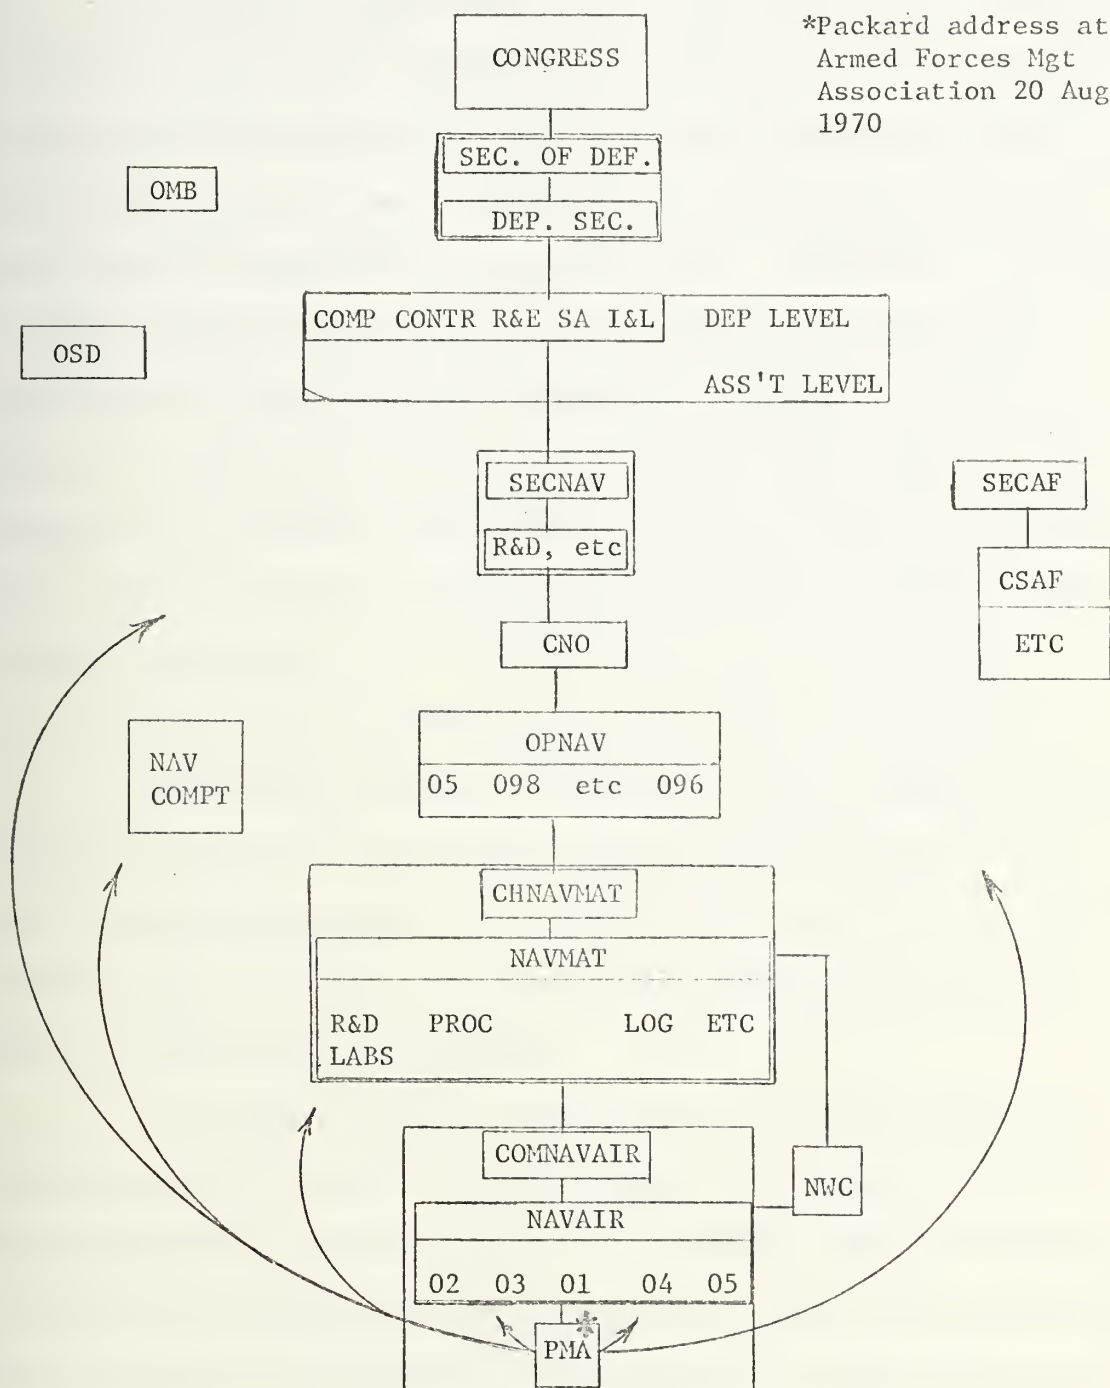 *Packard address at
Armed Forces Mgt
Association 20 Aug
1970
CONGRESS
SEC. OF DEF.
OMB
DEP. SEC.
COMP CONTR R&E SA I&L DEP LEVEL
OSD
ASS'T LEVEL
SECNAV
SECAF
R&D, etc
CSAF
CNO
ETC
OPNAV
NAV
COMPT
05 098 etc 096
CHNAVMAT
NAVMAT
R&D PROC LOG ETC
LABS
COMNAVAIR
NWC
NAVAIR
02 03 01 04 05
PMA*